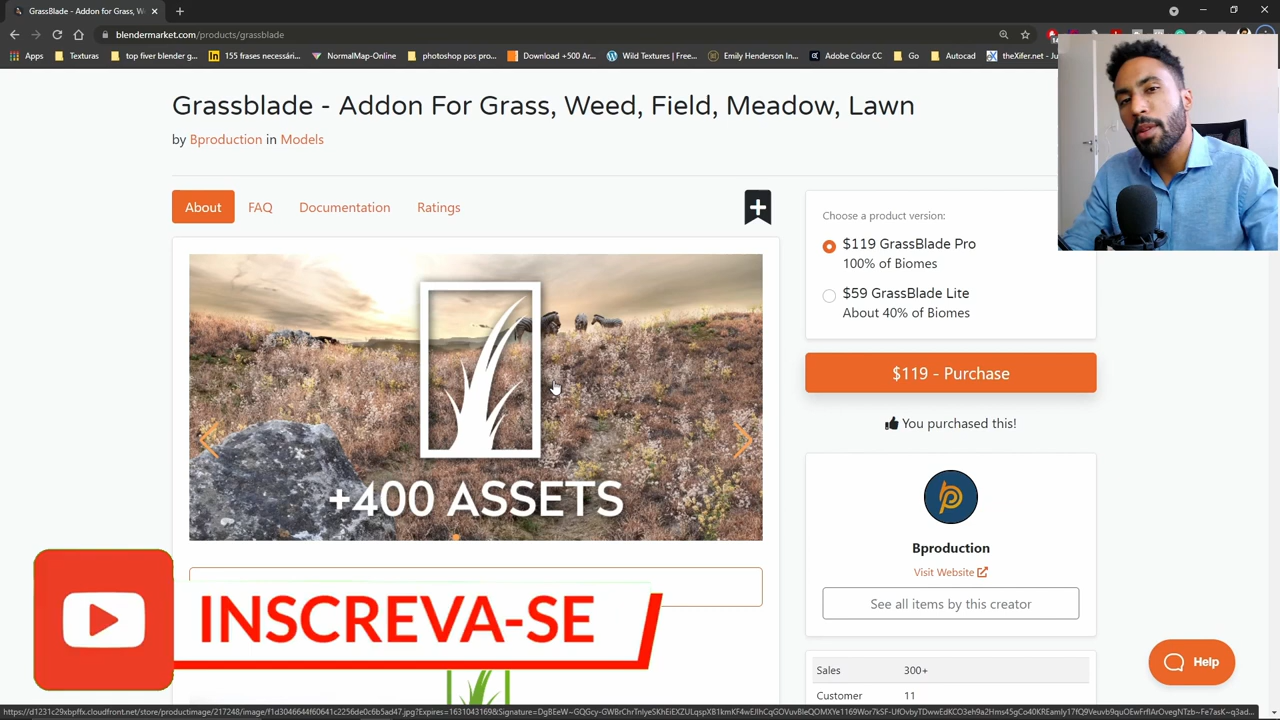 GrassBlade - Addon For Grass, W
blendermarket.com/products/grassblade
Apps
Texturas
top fiver blender g...
155 frases necessári...
NormalMap-Online
photoshop pos pro...
Download +500 Ar...
Wild Textures | Free...
Emily Henderson In...
Adobe Color CC
Go
Autocad
theXifer.net - Ju
Grassblade - Addon For Grass, Weed, Field, Meadow, Lawn
by Bproduction in Models
About
FAQ
Documentation
Ratings
+400 ASSETS
Choose a product version:
$119 GrassBlade Pro
100% of Biomes
$59 GrassBlade Lite
About 40% of Biomes
$119 - Purchase
You purchased this!
Bproduction
Visit Website
See all items by this creator
Sales 300+
Customer 11
INSCREVA-SE
Help